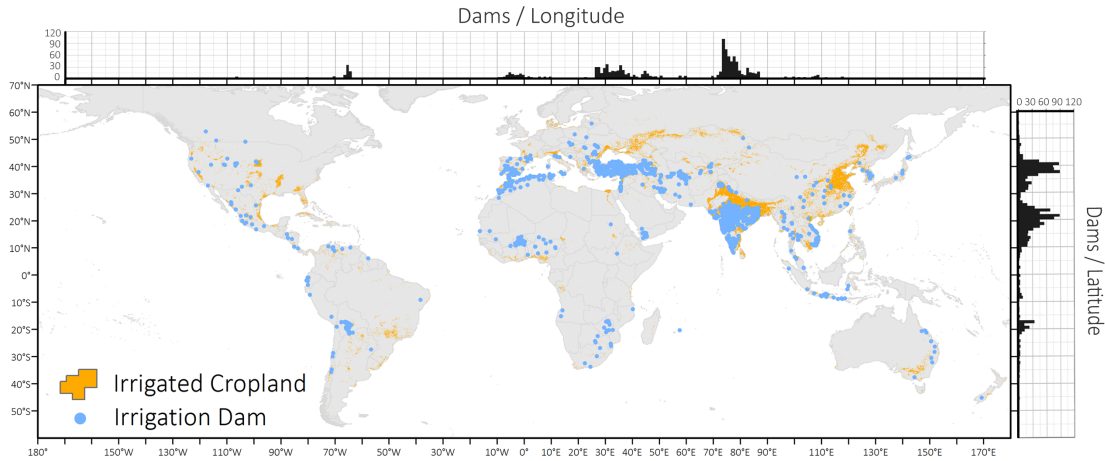 Dams / Longitude
120
90
60
30
0
70°N
60°N
50°N
40°N
30°N
20°N
10°N
0°
10°S
20°S
30°S
40°S
50°S
0 30 60 90 120
Dams / Latitude
Irrigated Cropland
Irrigation Dam
180° 150°W 130°W 110°W 90°W 70°W 50°W 30°W 10°W 0° 10°E 20°E 30°E 40°E 50°E 60°E 70°E 80°E 90°E 110°E 130°E 150°E 170°E